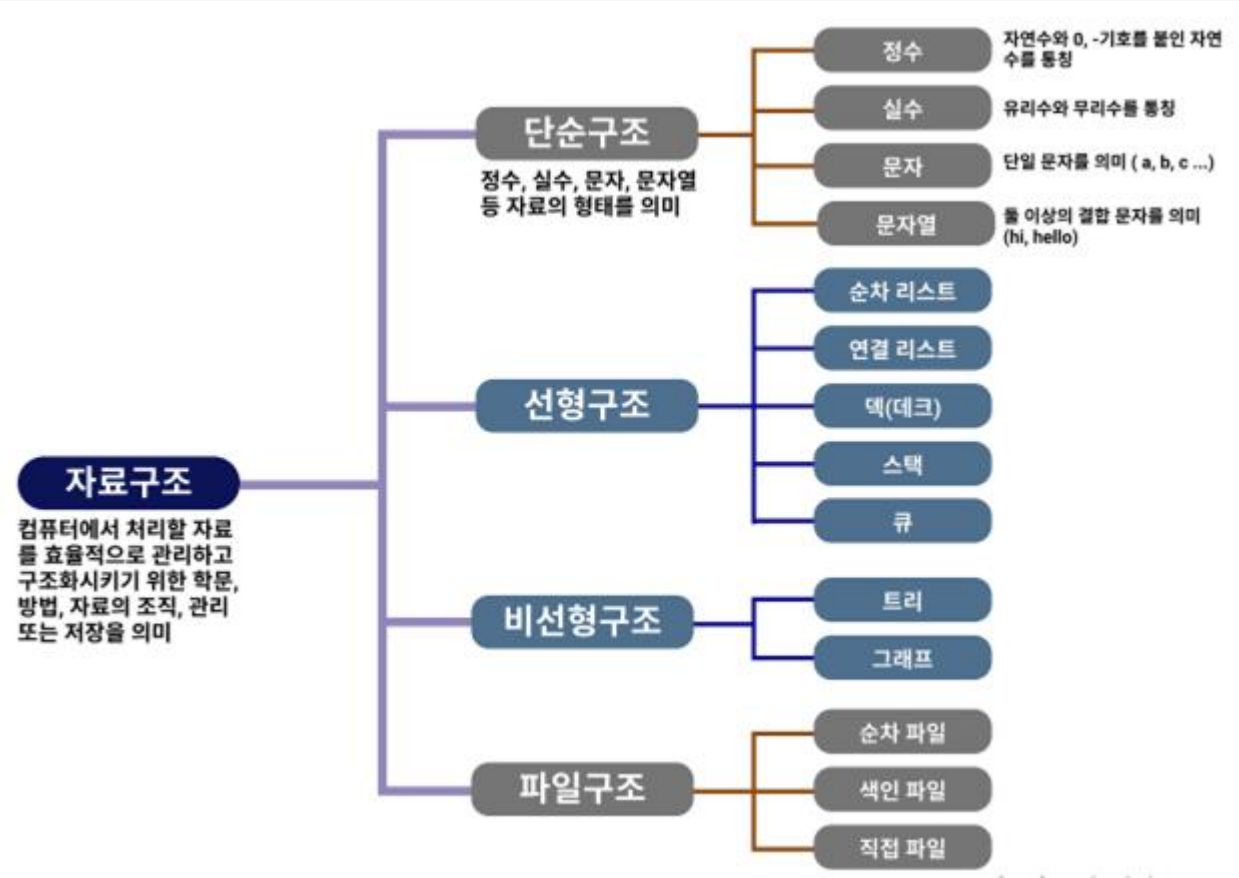 정수
자연수와 0, -기호를 붙인 자연
수를 통칭
실수
유리수와 무리수를 통칭
단순구조
정수, 실수, 문자, 문자열
등 자료의 형태를 의미
문자
단일 문자를 의미 ( a, b, c ...)
문자열
둘 이상의 결합 문자를 의미
(hi, hello)
순차 리스트
연결 리스트
선형구조
덱(데크)
스택
큐
자료구조
컴퓨터에서 처리할 자료
를 효율적으로 관리하고
구조화시키기 위한 학문,
방법, 자료의 조직, 관리
또는 저장을 의미
비선형구조
트리
그래프
파일구조
순차 파일
색인 파일
직접 파일